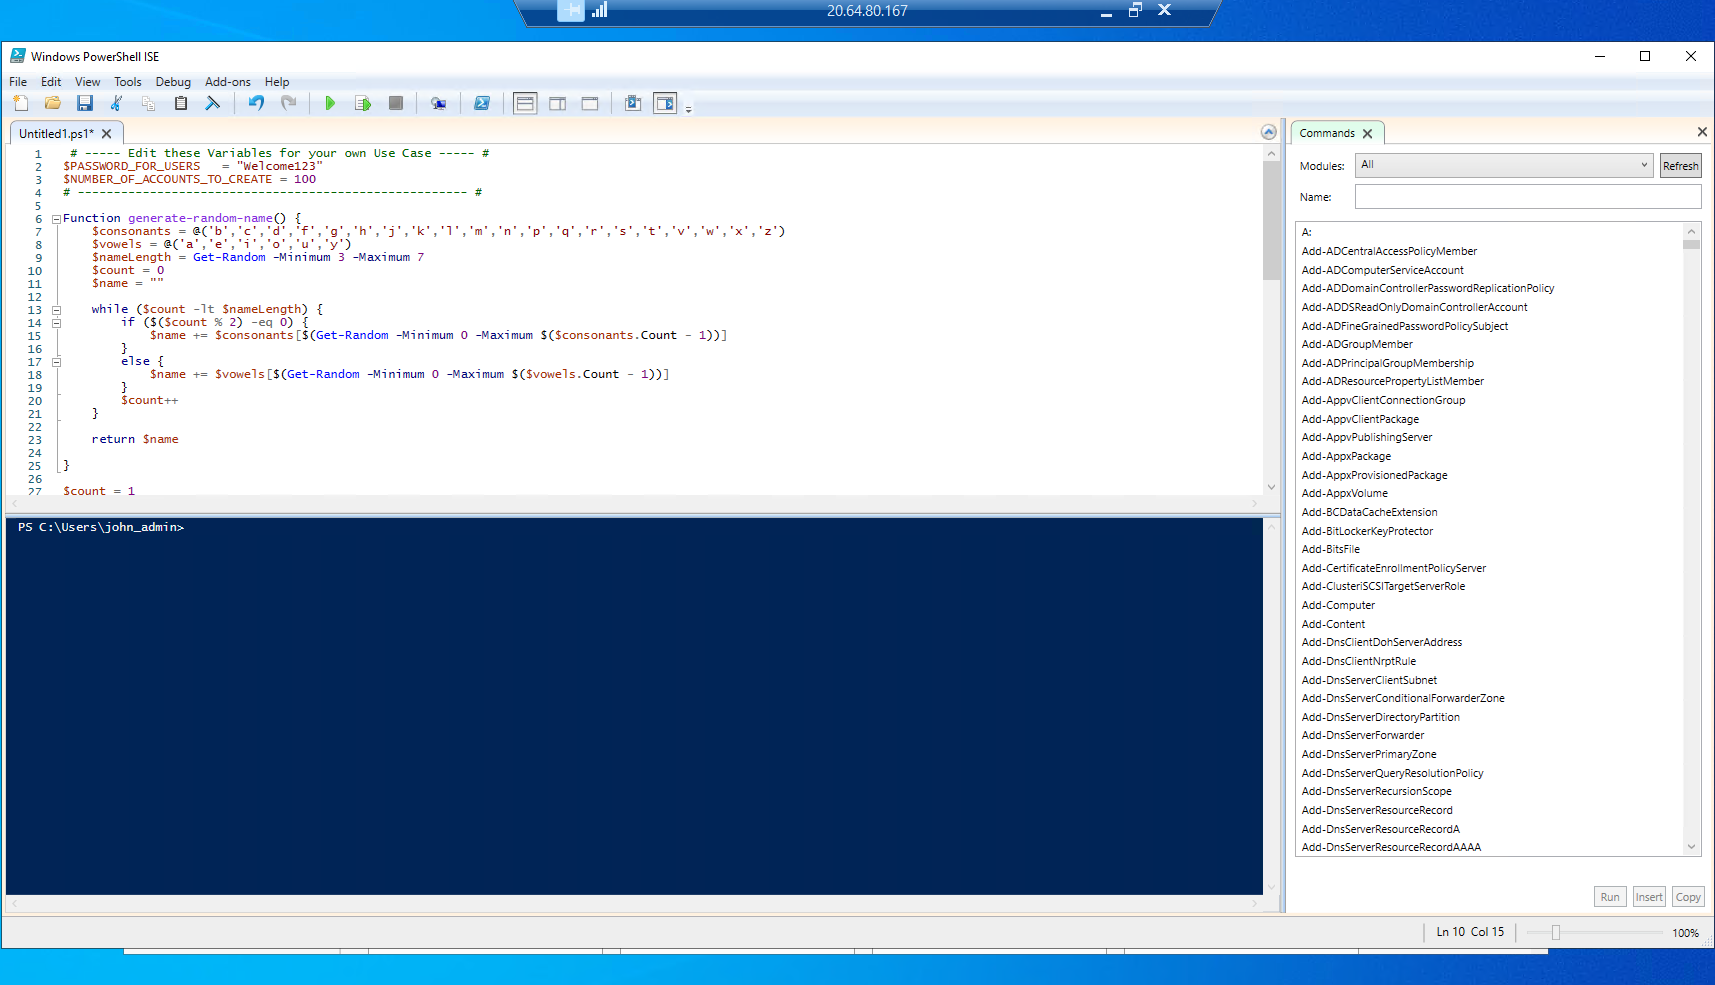 20.64.80.167
Windows PowerShell ISE
File Edit View Tools Debug Add-ons Help
Untitled1.ps1*
1 # ----- Edit these Variables for your own Use Case ----- #
2 $PASSWORD_FOR_USERS   = "Welcome123"
3 $NUMBER_OF_ACCOUNTS_TO_CREATE = 100
4 # ------------------------------------------------------ #
5
6 Function generate-random-name() {
7     $consonants = @('b','c','d','f','g','h','j','k','l','m','n','p','q','r','s','t','v','w','x','z')
8     $vowels = @('a','e','i','o','u','y')
9     $nameLength = Get-Random -Minimum 3 -Maximum 7
10     $count = 0
11     $name = ""
12
13     while ($count -lt $nameLength) {
14         if ($($count % 2) -eq 0) {
15             $name += $consonants[$(Get-Random -Minimum 0 -Maximum $($consonants.Count - 1))]
16         }
17         else {
18             $name += $vowels[$(Get-Random -Minimum 0 -Maximum $($vowels.Count - 1))]
19         }
20         $count++
21     }
22
23     return $name
24
25 }
26
27 $count = 1
PS C:\Users\john_admin>
Commands
Modules: All Refresh
Name:
A:
Add-ADCentralAccessPolicyMember
Add-ADComputerServiceAccount
Add-ADDomainControllerPasswordReplicationPolicy
Add-ADDSReadOnlyDomainControllerAccount
Add-ADFineGrainedPasswordPolicySubject
Add-ADGroupMember
Add-ADPrincipalGroupMembership
Add-ADResourcePropertyListMember
Add-AppvClientConnectionGroup
Add-AppvClientPackage
Add-AppvPublishingServer
Add-AppxPackage
Add-AppxProvisionedPackage
Add-AppxVolume
Add-BCDataCacheExtension
Add-BitLockerKeyProtector
Add-BitsFile
Add-CertificateEnrollmentPolicyServer
Add-ClusteriSCSITargetServerRole
Add-Computer
Add-Content
Add-DnsClientDohServerAddress
Add-DnsClientNrptRule
Add-DnsServerClientSubnet
Add-DnsServerConditionalForwarderZone
Add-DnsServerDirectoryPartition
Add-DnsServerForwarder
Add-DnsServerPrimaryZone
Add-DnsServerQueryResolutionPolicy
Add-DnsServerRecursionScope
Add-DnsServerResourceRecord
Add-DnsServerResourceRecordA
Add-DnsServerResourceRecordAAAA
Run Insert Copy
Ln 10 Col 15 100%